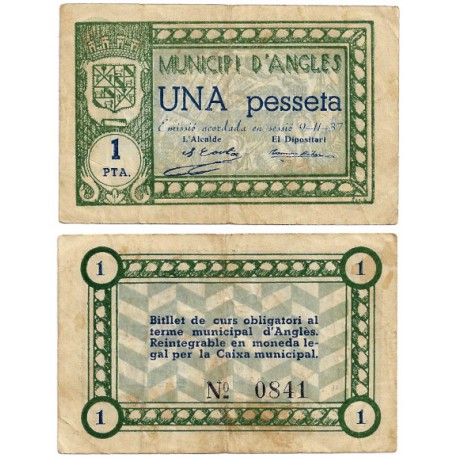 MUNICIPI D'ANGLÈS
UNA pesseta
Emissió acordada en sessió 9-11-37
L'Alcalde El Dipositari
1
PTA.
1 1
Bitllet de curs obligatori al
terme municipal d'Anglès.
Reintegrable en moneda le-
gal per la Caixa municipal.
Nº 0841
1 1